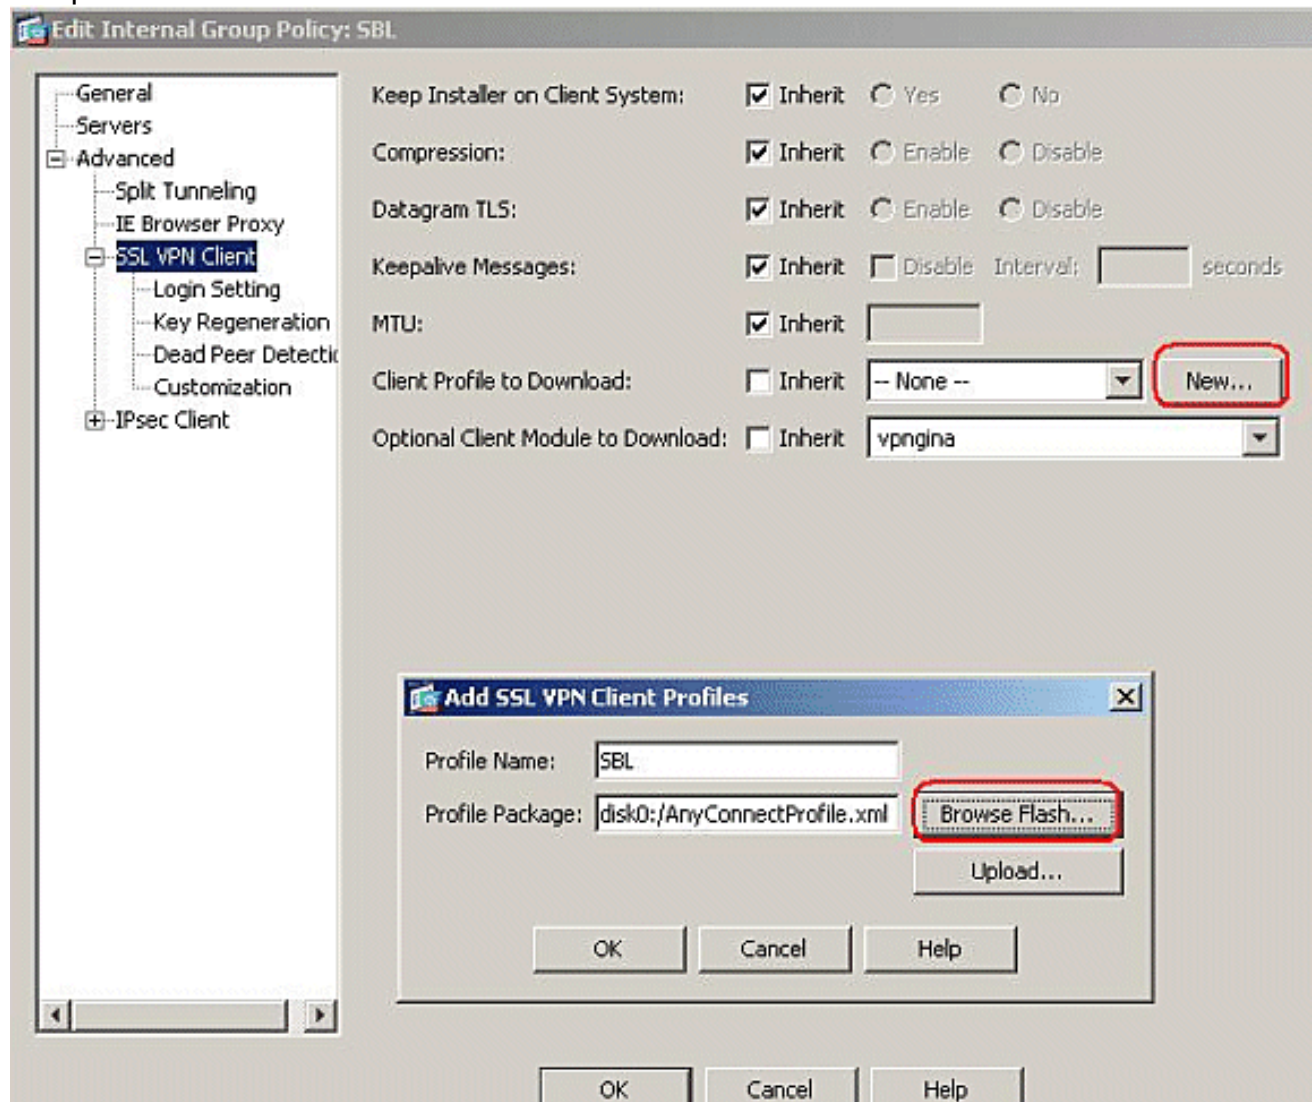 Edit Internal Group Policy: SBL
General
Servers
Advanced
Split Tunneling
IE Browser Proxy
SSL VPN Client
Login Setting
Key Regeneration
Dead Peer Detectic
Customization
IPsec Client
Keep Installer on Client System: Inherit Yes No
Compression: Inherit Enable Disable
Datagram TLS: Inherit Enable Disable
Keepalive Messages: Inherit Disable Interval: seconds
MTU: Inherit
Client Profile to Download: Inherit -- None -- New...
Optional Client Module to Download: Inherit vpngina
Add SSL VPN Client Profiles
Profile Name: SBL
Profile Package: disk0:/AnyConnectProfile.xml Browse Flash...
Upload...
OK Cancel Help
OK Cancel Help